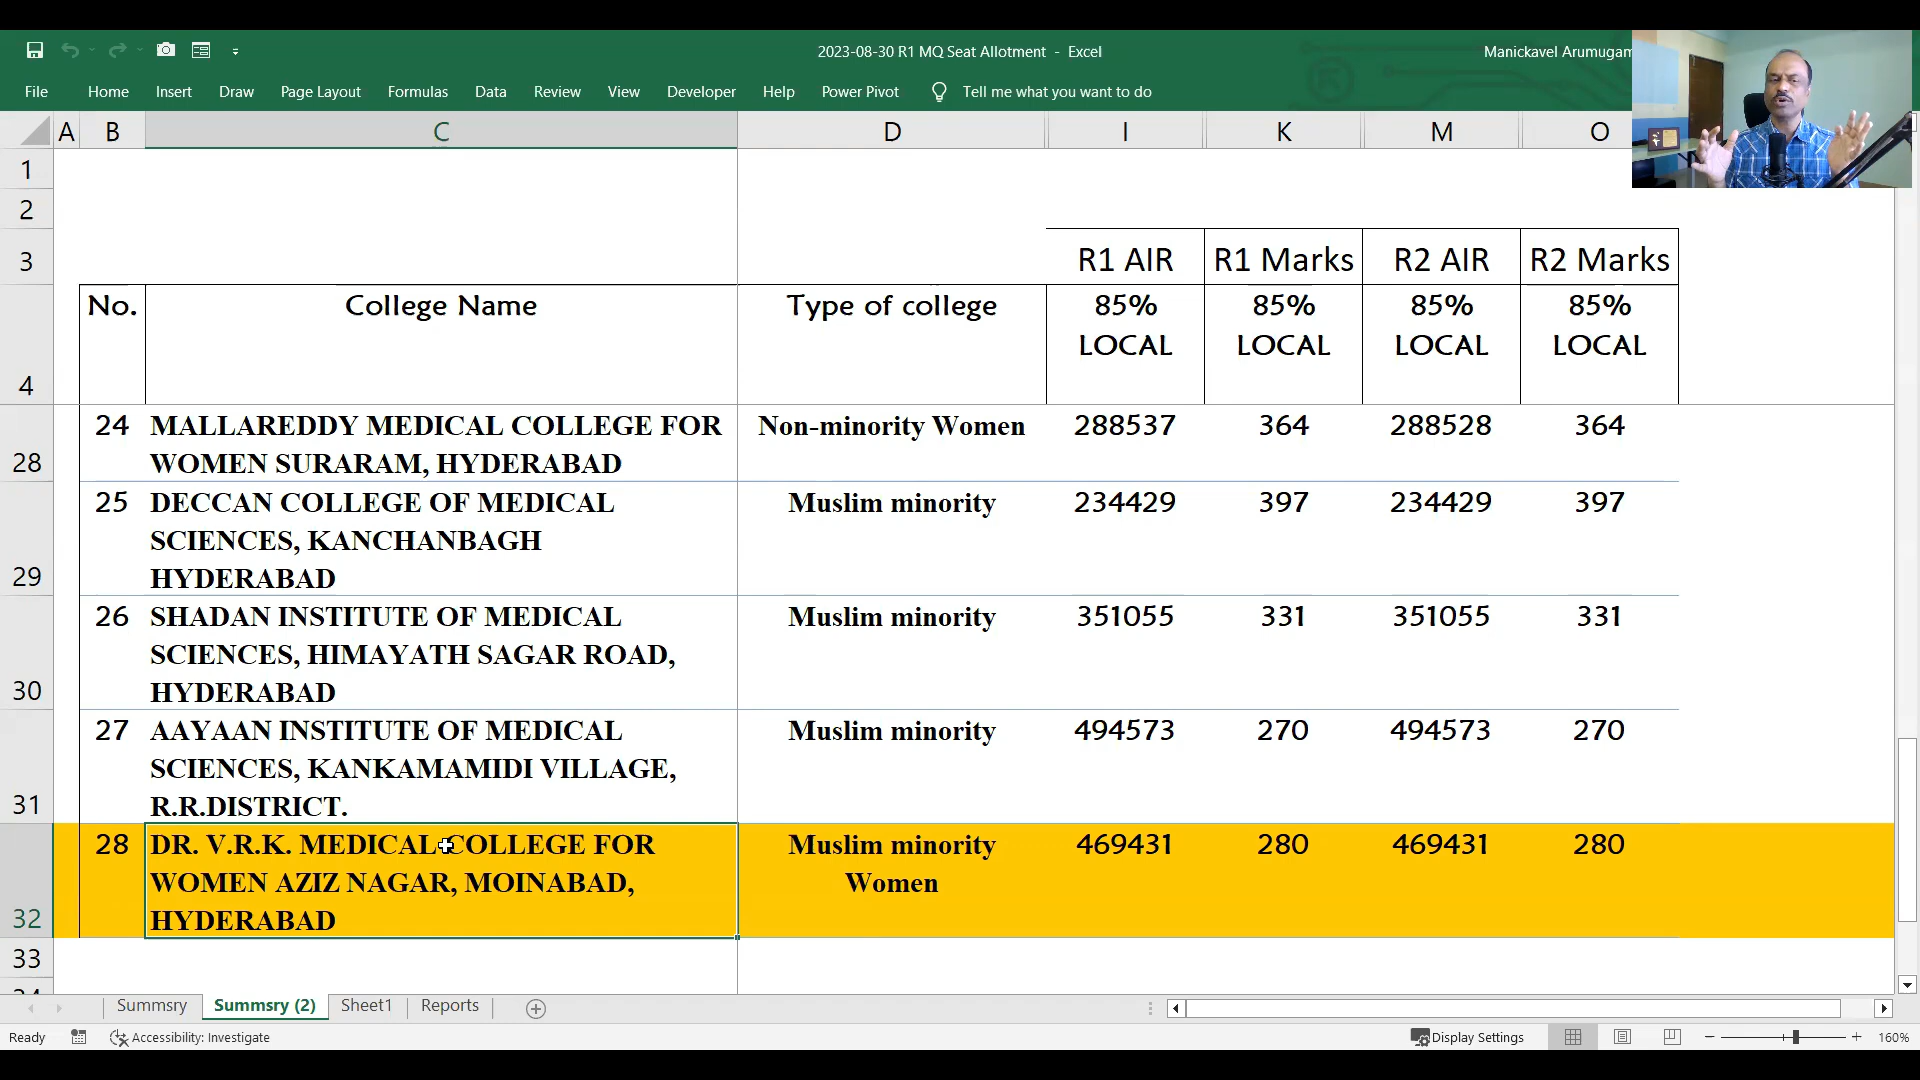 2023-08-30 R1 MQ Seat Allotment - Excel
Manickavel Arumugam
File Home Insert Draw Page Layout Formulas Data Review View Developer Help Power Pivot Tell me what you want to do
A B C D I K M O
1
2
3 R1 AIR R1 Marks R2 AIR R2 Marks
No. College Name Type of college 85% 85% 85% 85%
LOCAL LOCAL LOCAL LOCAL
4
24 MALLAREDDY MEDICAL COLLEGE FOR Non-minority Women 288537 364 288528 364
28 WOMEN SURARAM, HYDERABAD
25 DECCAN COLLEGE OF MEDICAL Muslim minority 234429 397 234429 397
SCIENCES, KANCHANBAGH
29 HYDERABAD
26 SHADAN INSTITUTE OF MEDICAL Muslim minority 351055 331 351055 331
SCIENCES, HIMAYATH SAGAR ROAD,
30 HYDERABAD
27 AAYAAN INSTITUTE OF MEDICAL Muslim minority 494573 270 494573 270
SCIENCES, KANKAMAMIDI VILLAGE,
31 R.R.DISTRICT.
28 DR. V.R.K. MEDICAL COLLEGE FOR Muslim minority 469431 280 469431 280
WOMEN AZIZ NAGAR, MOINABAD, Women
32 HYDERABAD
33
34
Summsry Summsry (2) Sheet1 Reports
Ready Accessibility: Investigate Display Settings 160%